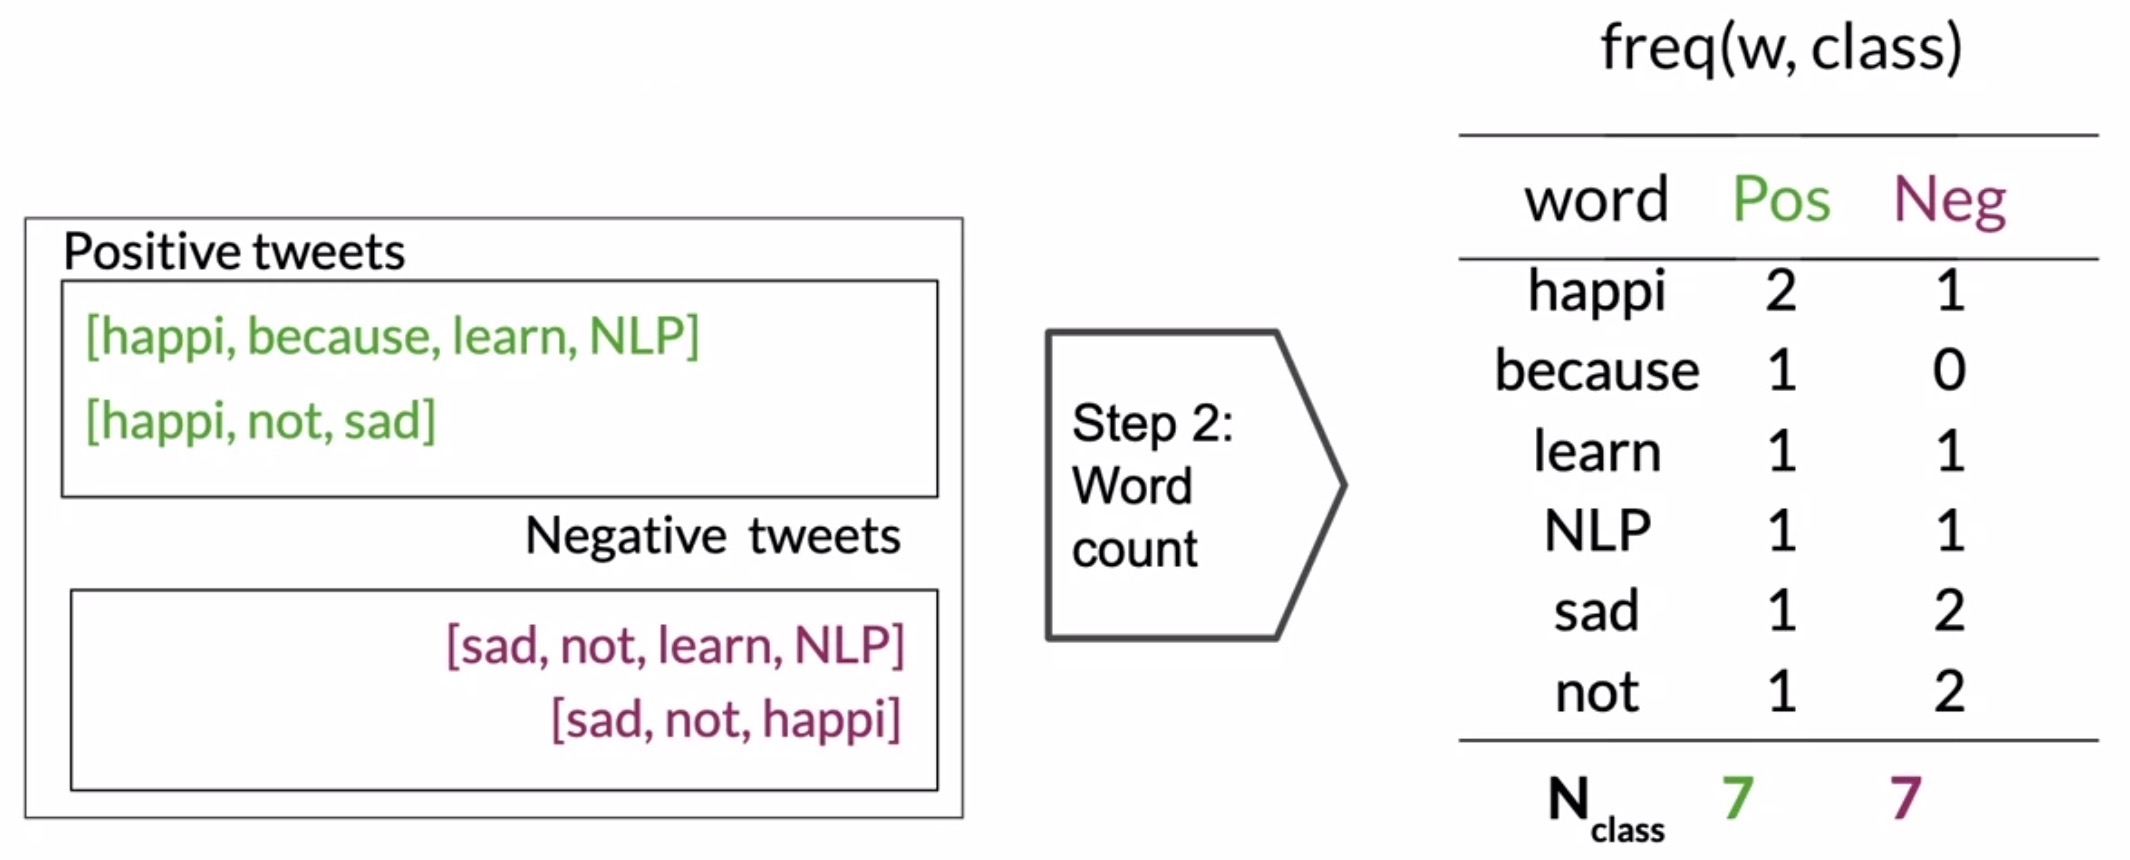 Positive tweets
[happi, because, learn, NLP]
[happi, not, sad]
Negative tweets
[sad, not, learn, NLP]
[sad, not, happi]
Step 2:
Word
count
freq(w, class)
word Pos Neg
happi 2 1
because 1 0
learn 1 1
NLP 1 1
sad 1 2
not 1 2
Nclass 7 7